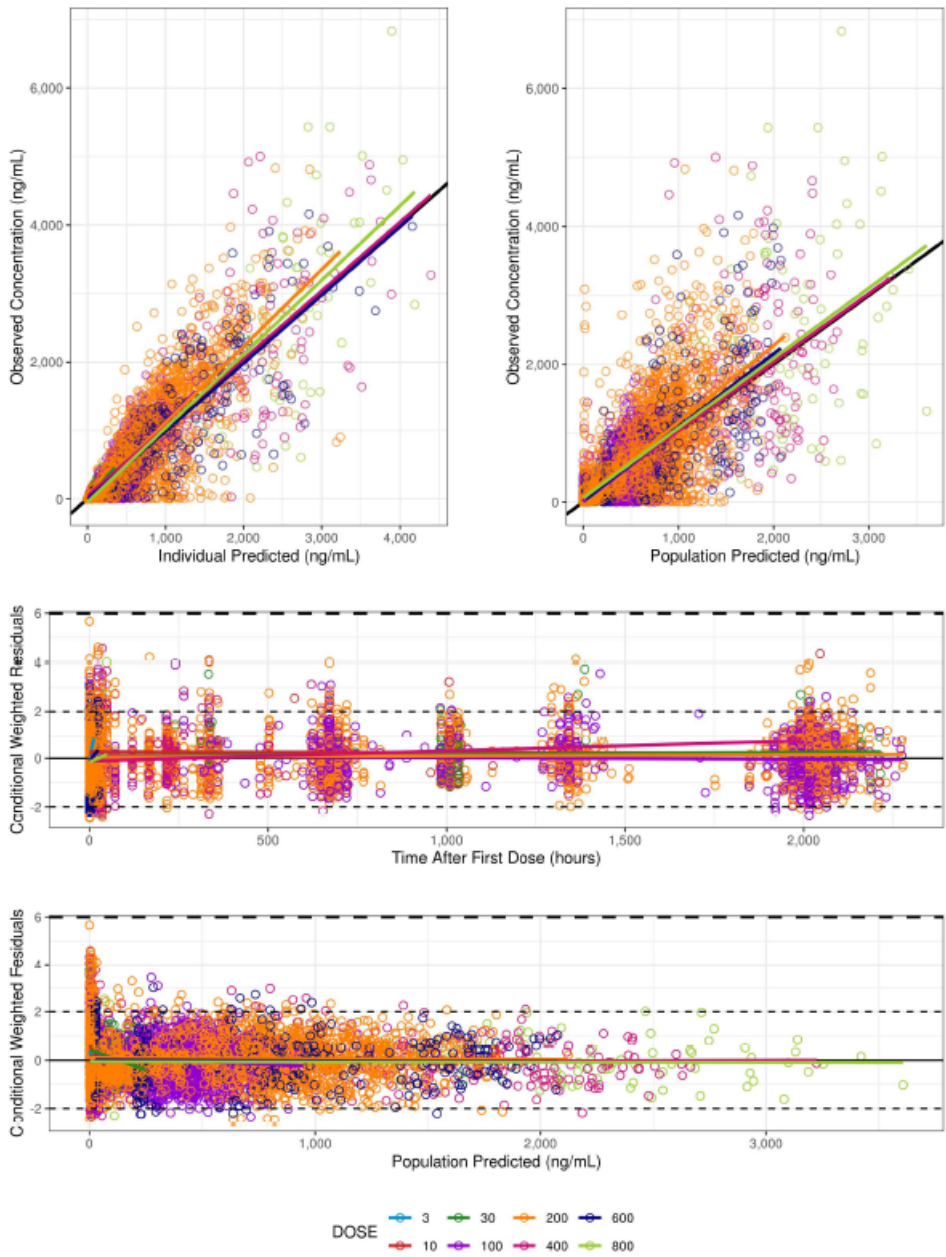 6,000
6,000
4,000
4,000
2,000
2,000
0
0
Observed Concentration (ng/mL)
Observed Concentration (ng/mL)
0 1,000 2,000 3,000 4,000
0 1,000 2,000 3,000
Individual Predicted (ng/mL)
Population Predicted (ng/mL)
6
4
2
0
-2
Conditional Weighted Residuals
0 500 1,000 1,500 2,000
Time After First Dose (hours)
6
4
2
0
-2
Conditional Weighted Fesiduals
0 1,000 2,000 3,000
Population Predicted (ng/mL)
DOSE
3 30 200 600
10 100 400 800